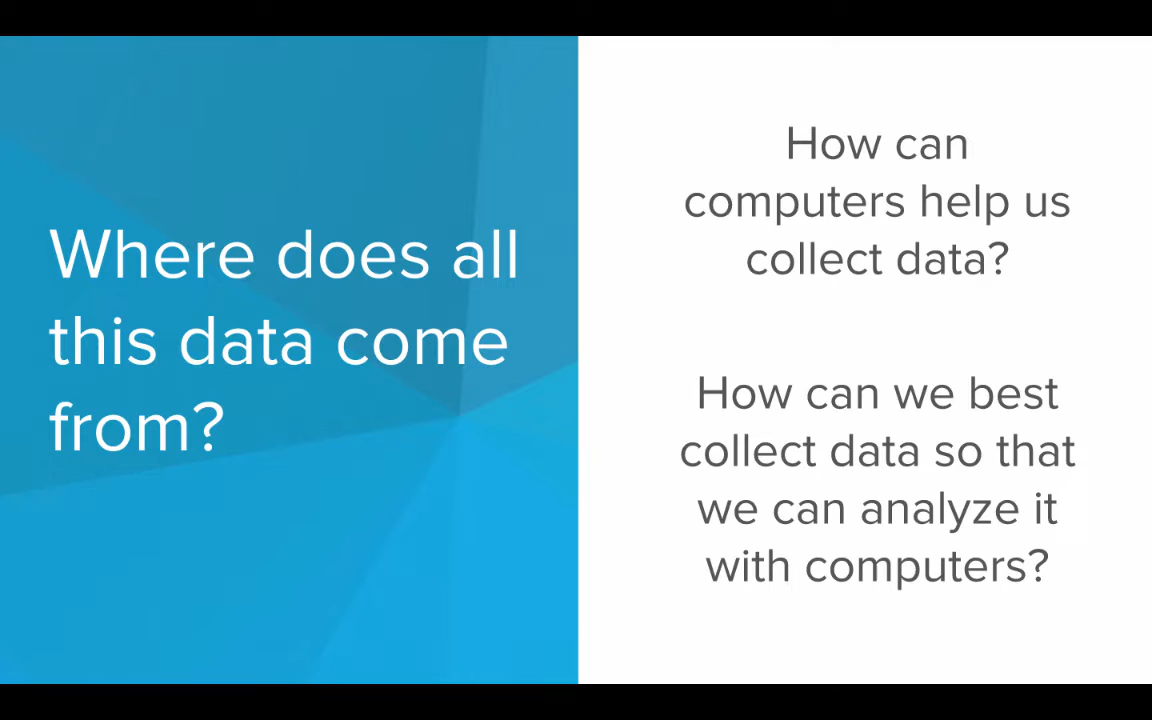 Where does all
this data come
from?
How can
computers help us
collect data?
How can we best
collect data so that
we can analyze it
with computers?